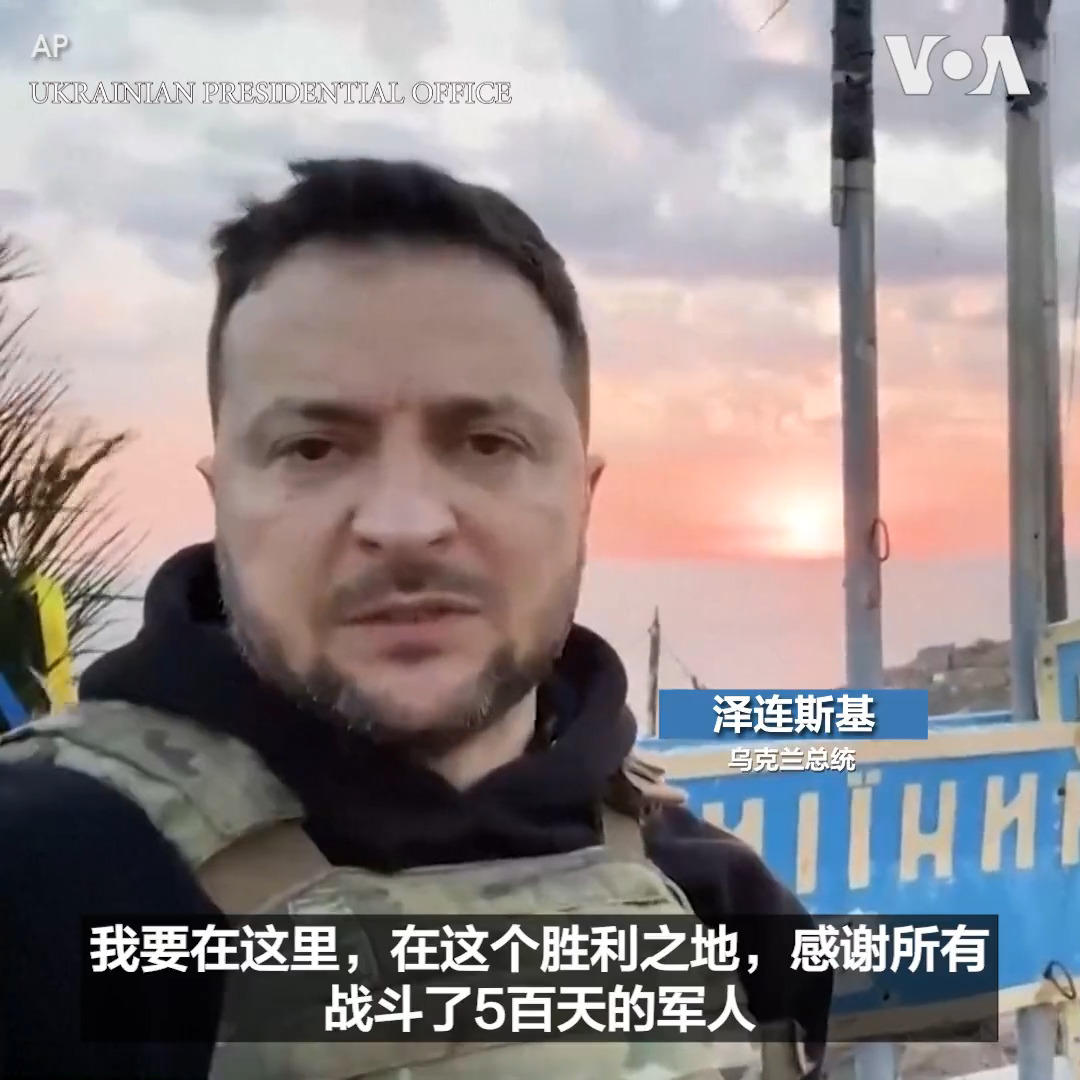 AP
VOA
UKRAINIAN PRESIDENTIAL OFFICE
泽连斯基
乌克兰总统
МІЇНИЙ
我要在这里，在这个胜利之地，感谢所有
战斗了5百天的军人